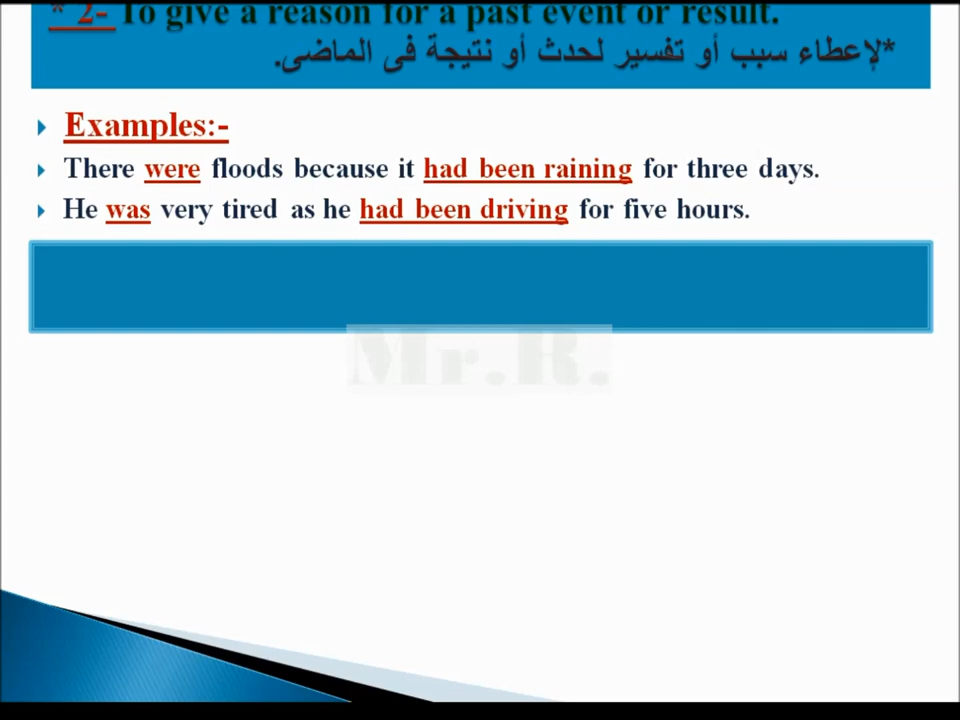 * 2- To give a reason for a past event or result.
*لإعطاء سبب أو تفسير لحدث أو نتيجة فى الماضى.
Examples:-
There were floods because it had been raining for three days.
He was very tired as he had been driving for five hours.
Mr.R.